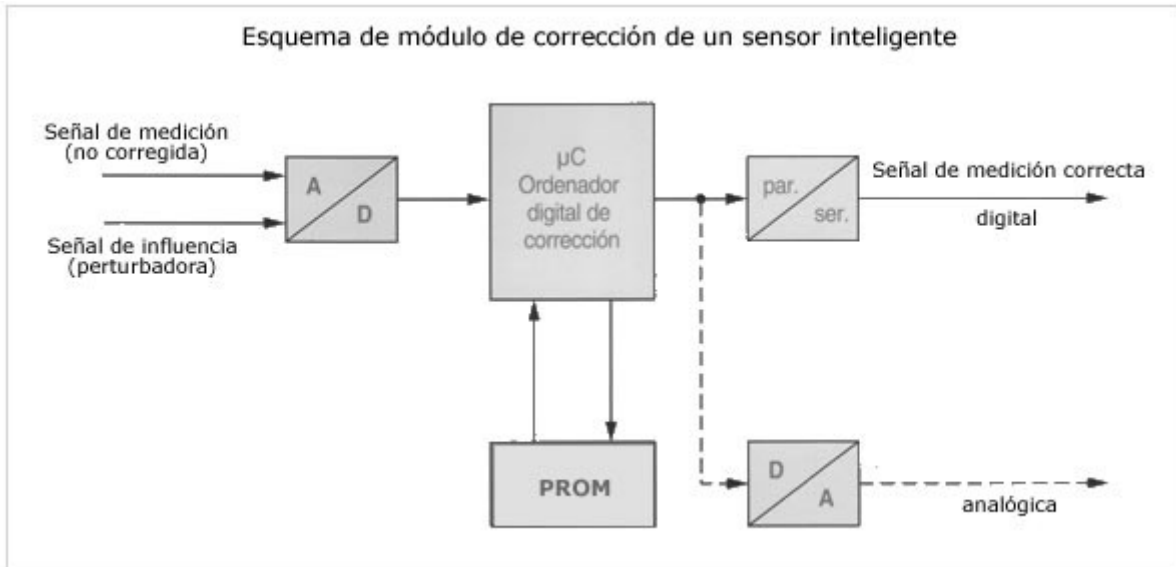 Esquema de módulo de corrección de un sensor inteligente
Señal de medición
(no corregida)
Señal de influencia
(perturbadora)
A
D
µC
Ordenador
digital de
corrección
PROM
par.
ser.
Señal de medición correcta
digital
D
A
analógica